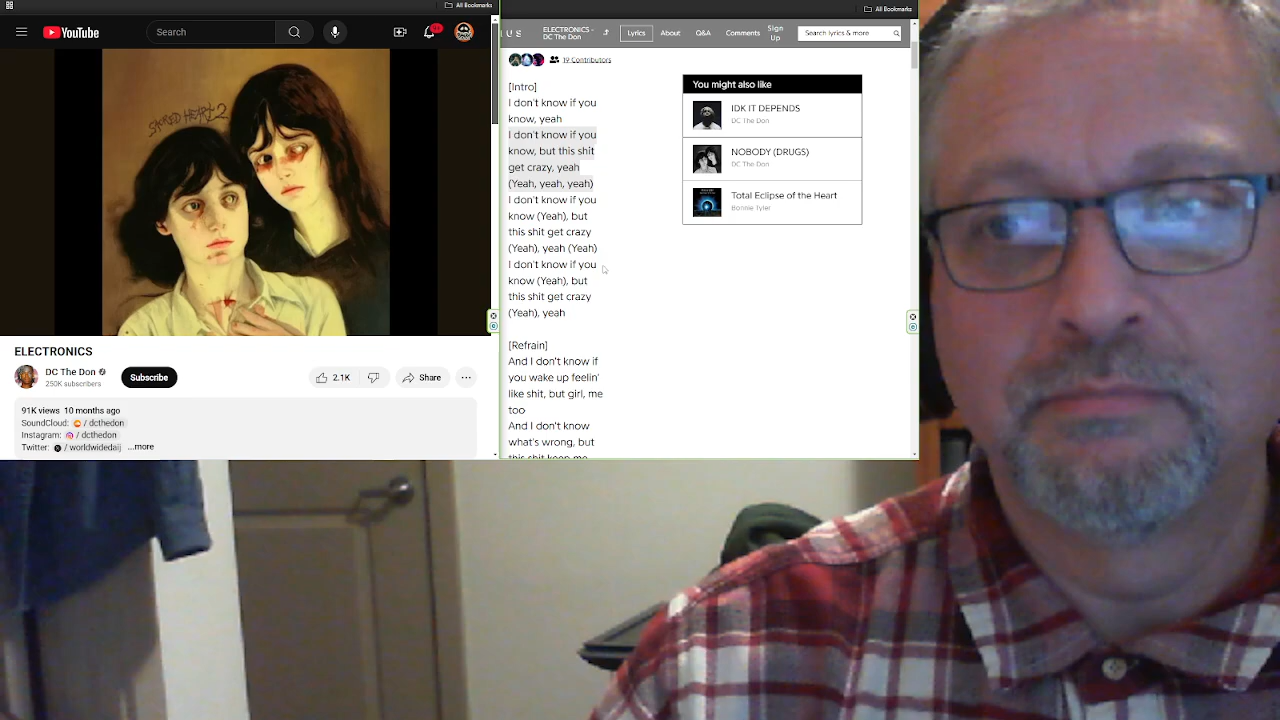 All Bookmarks
YouTube
Search
SACRED HEART 2
ELECTRONICS
DC The Don
250K subscribers
Subscribe
2.1K
Share
91K views 10 months ago
SoundCloud: / dcthedon
Instagram: / dcthedon
Twitter: / worldwidedaij ...more
All Bookmarks
I U S
ELECTRONICS -
DC The Don
Lyrics
About
Q&A
Comments
Sign
Up
Search lyrics & more
19 Contributors
[Intro]
I don't know if you
know, yeah
I don't know if you
know, but this shit
get crazy, yeah
(Yeah, yeah, yeah)
I don't know if you
know (Yeah), but
this shit get crazy
(Yeah), yeah (Yeah)
I don't know if you
know (Yeah), but
this shit get crazy
(Yeah), yeah
[Refrain]
And I don't know if
you wake up feelin'
like shit, but girl, me
too
And I don't know
what's wrong, but
this shit keep me
You might also like
IDK IT DEPENDS
DC The Don
NOBODY (DRUGS)
DC The Don
Total Eclipse of the Heart
Bonnie Tyler